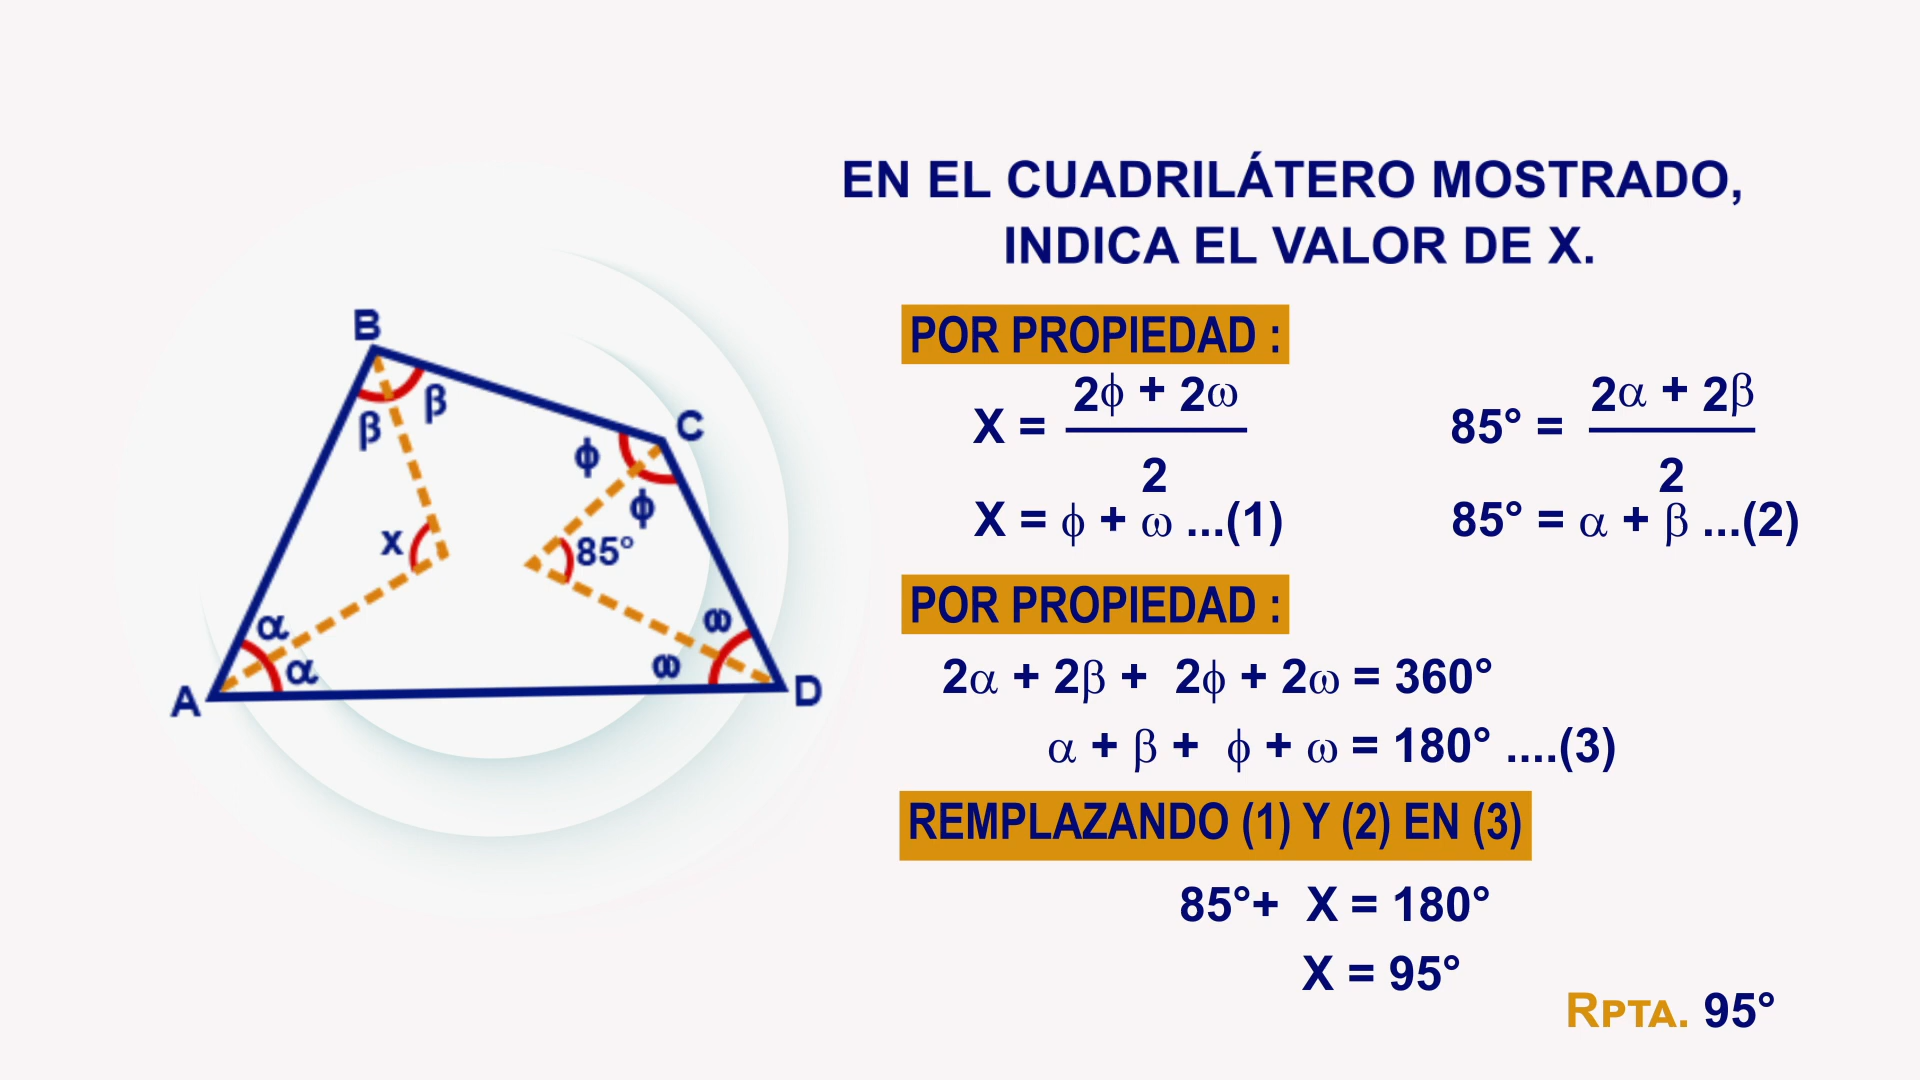 EN EL CUADRILÁTERO MOSTRADO,
INDICA EL VALOR DE X.
B
β
β
C
ϕ
ϕ
x
85°
α
α
ω
ω
A
D
POR PROPIEDAD :
X = 2ϕ + 2ω / 2
85° = 2α + 2β / 2
X = ϕ + ω ...(1)
85° = α + β ...(2)
POR PROPIEDAD :
2α + 2β + 2ϕ + 2ω = 360°
α + β + ϕ + ω = 180° ....(3)
REMPLAZANDO (1) Y (2) EN (3)
85°+ X = 180°
X = 95°
RPTA. 95°